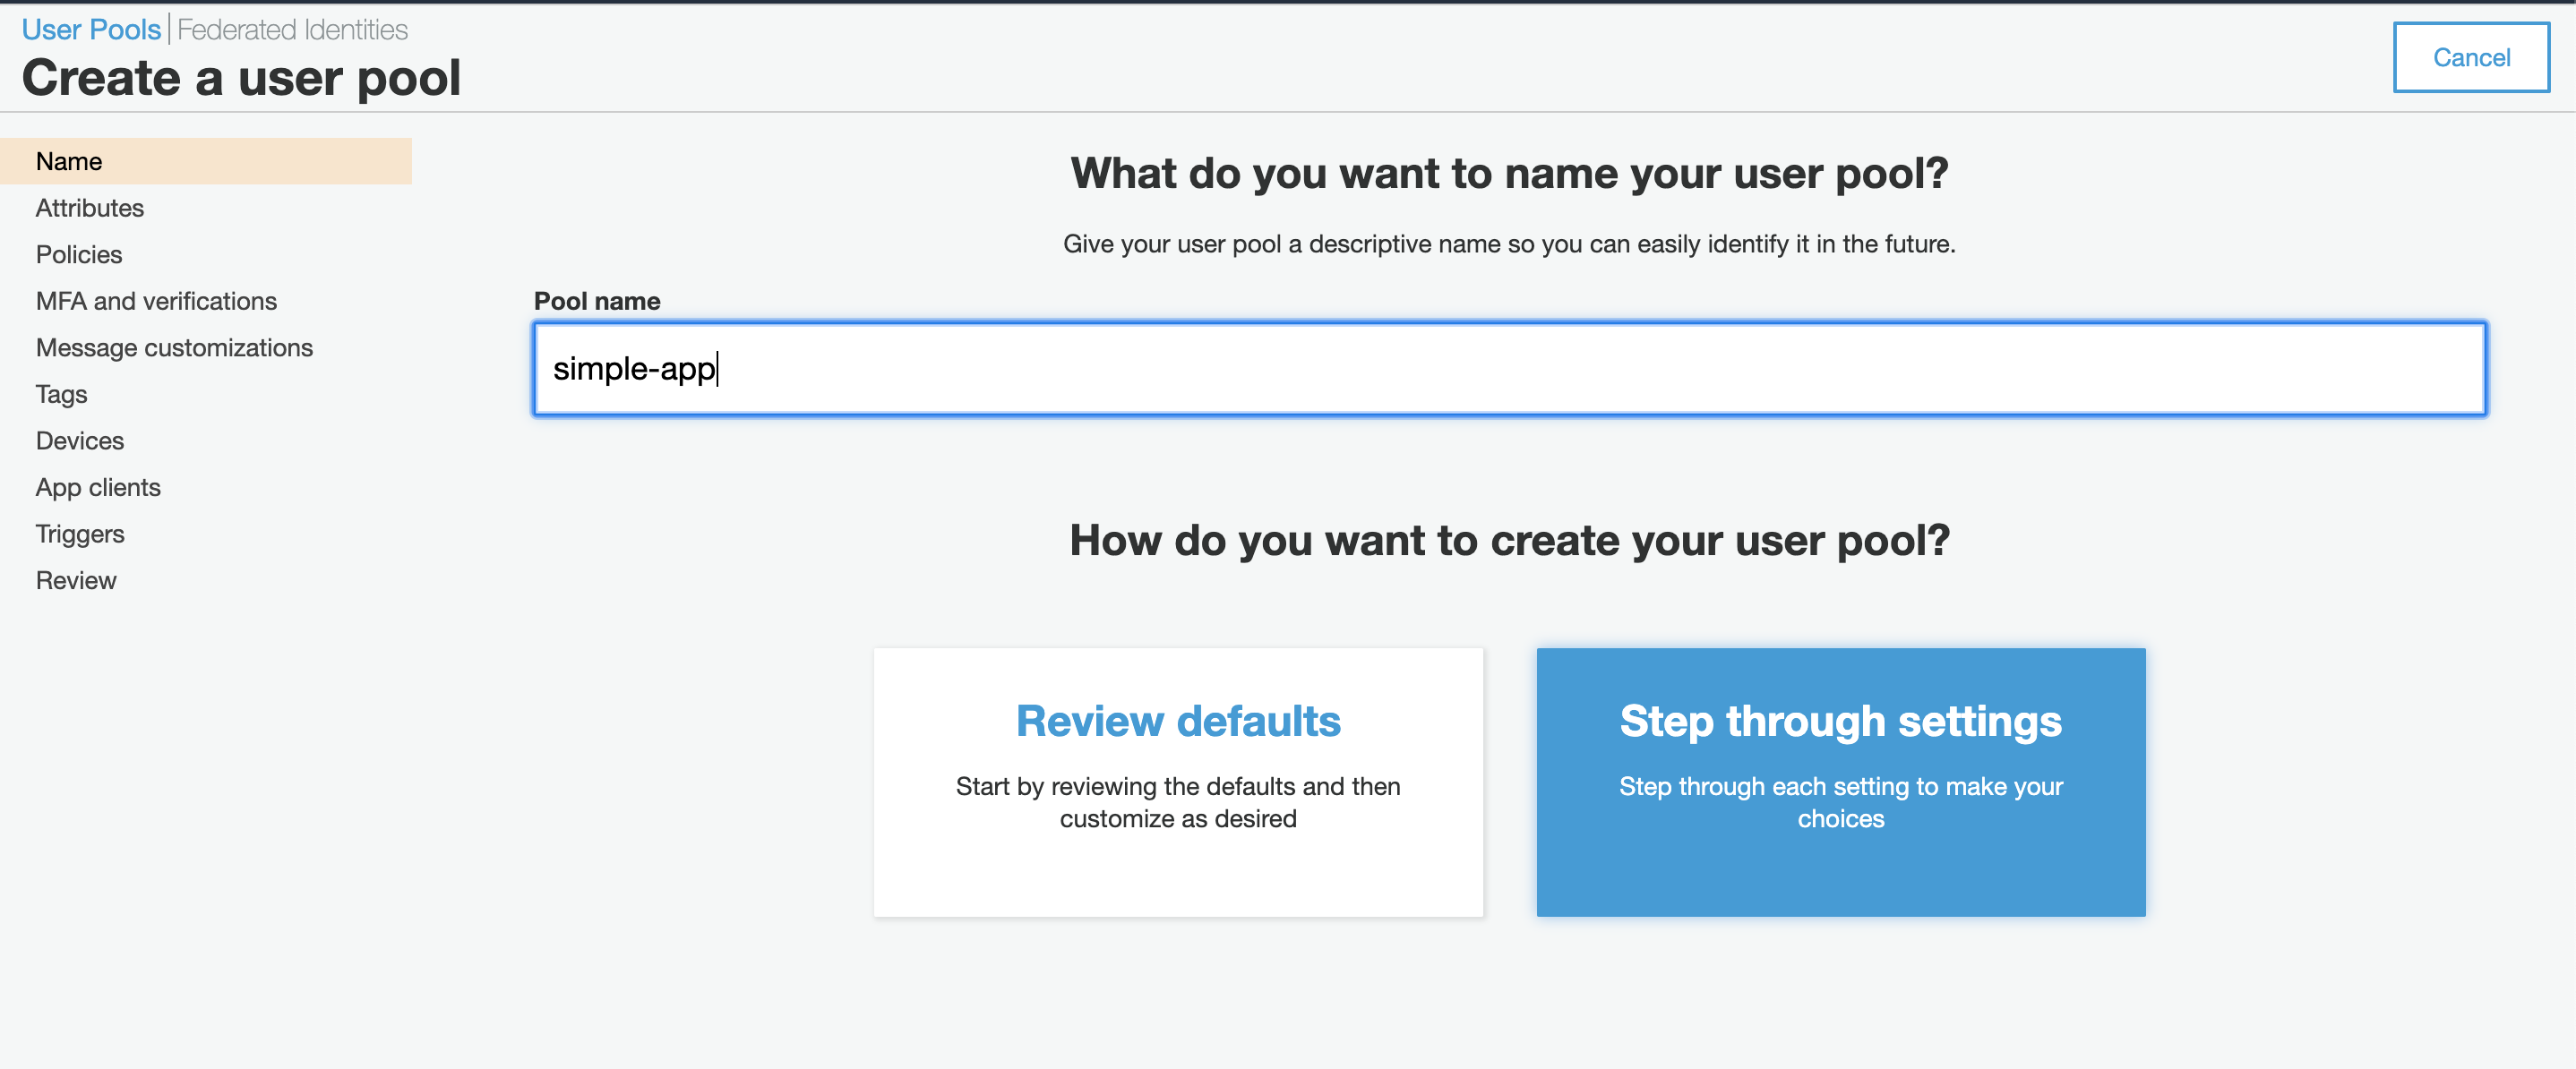 User Pools | Federated Identities
Create a user pool
Cancel
Name
Attributes
Policies
MFA and verifications
Message customizations
Tags
Devices
App clients
Triggers
Review
What do you want to name your user pool?
Give your user pool a descriptive name so you can easily identify it in the future.
Pool name
simple-app
How do you want to create your user pool?
Review defaults
Start by reviewing the defaults and then
customize as desired
Step through settings
Step through each setting to make your
choices